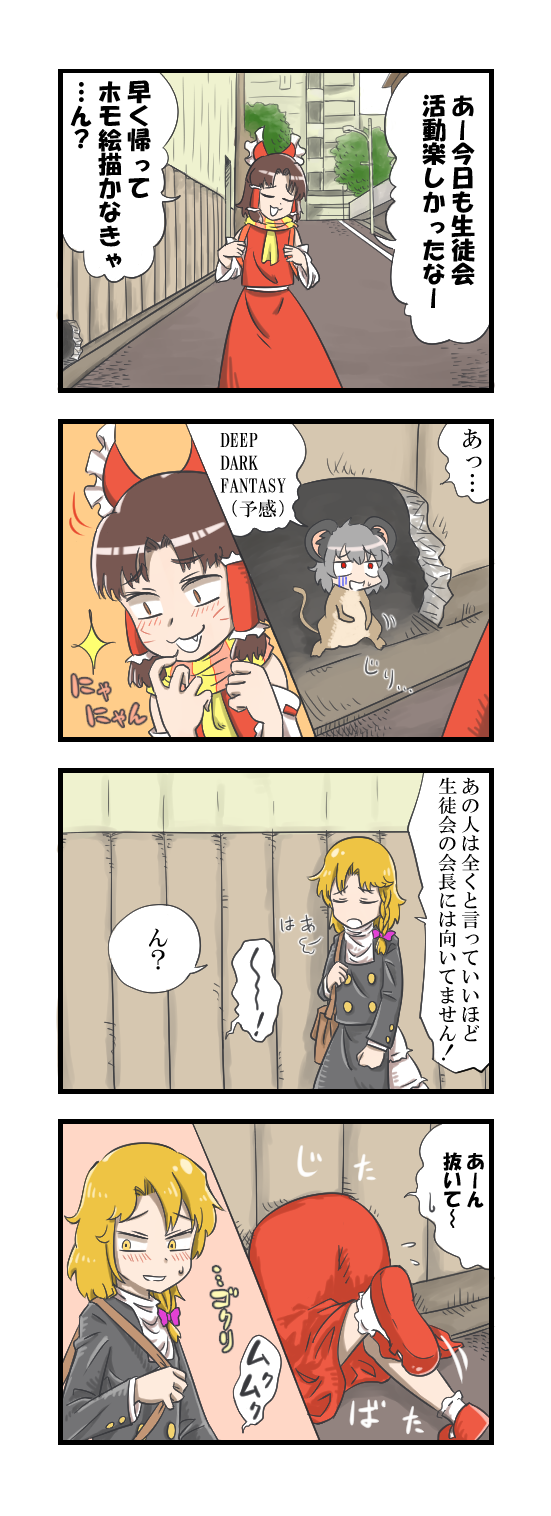 あー今日も生徒会
活動楽しかったなー
早く帰って
ホモ絵描かなきゃ
…ん？
あっ…
DEEP
DARK
FANTASY
（予感）
じり…
にゃ
にゃん
あの人は全くと言っていいほど
生徒会の会長には向いてません！
はぁ〜
〜〜！
ん？
あーん
抜いて〜
じた
ばた
…ゴクリ
ムク
ムク